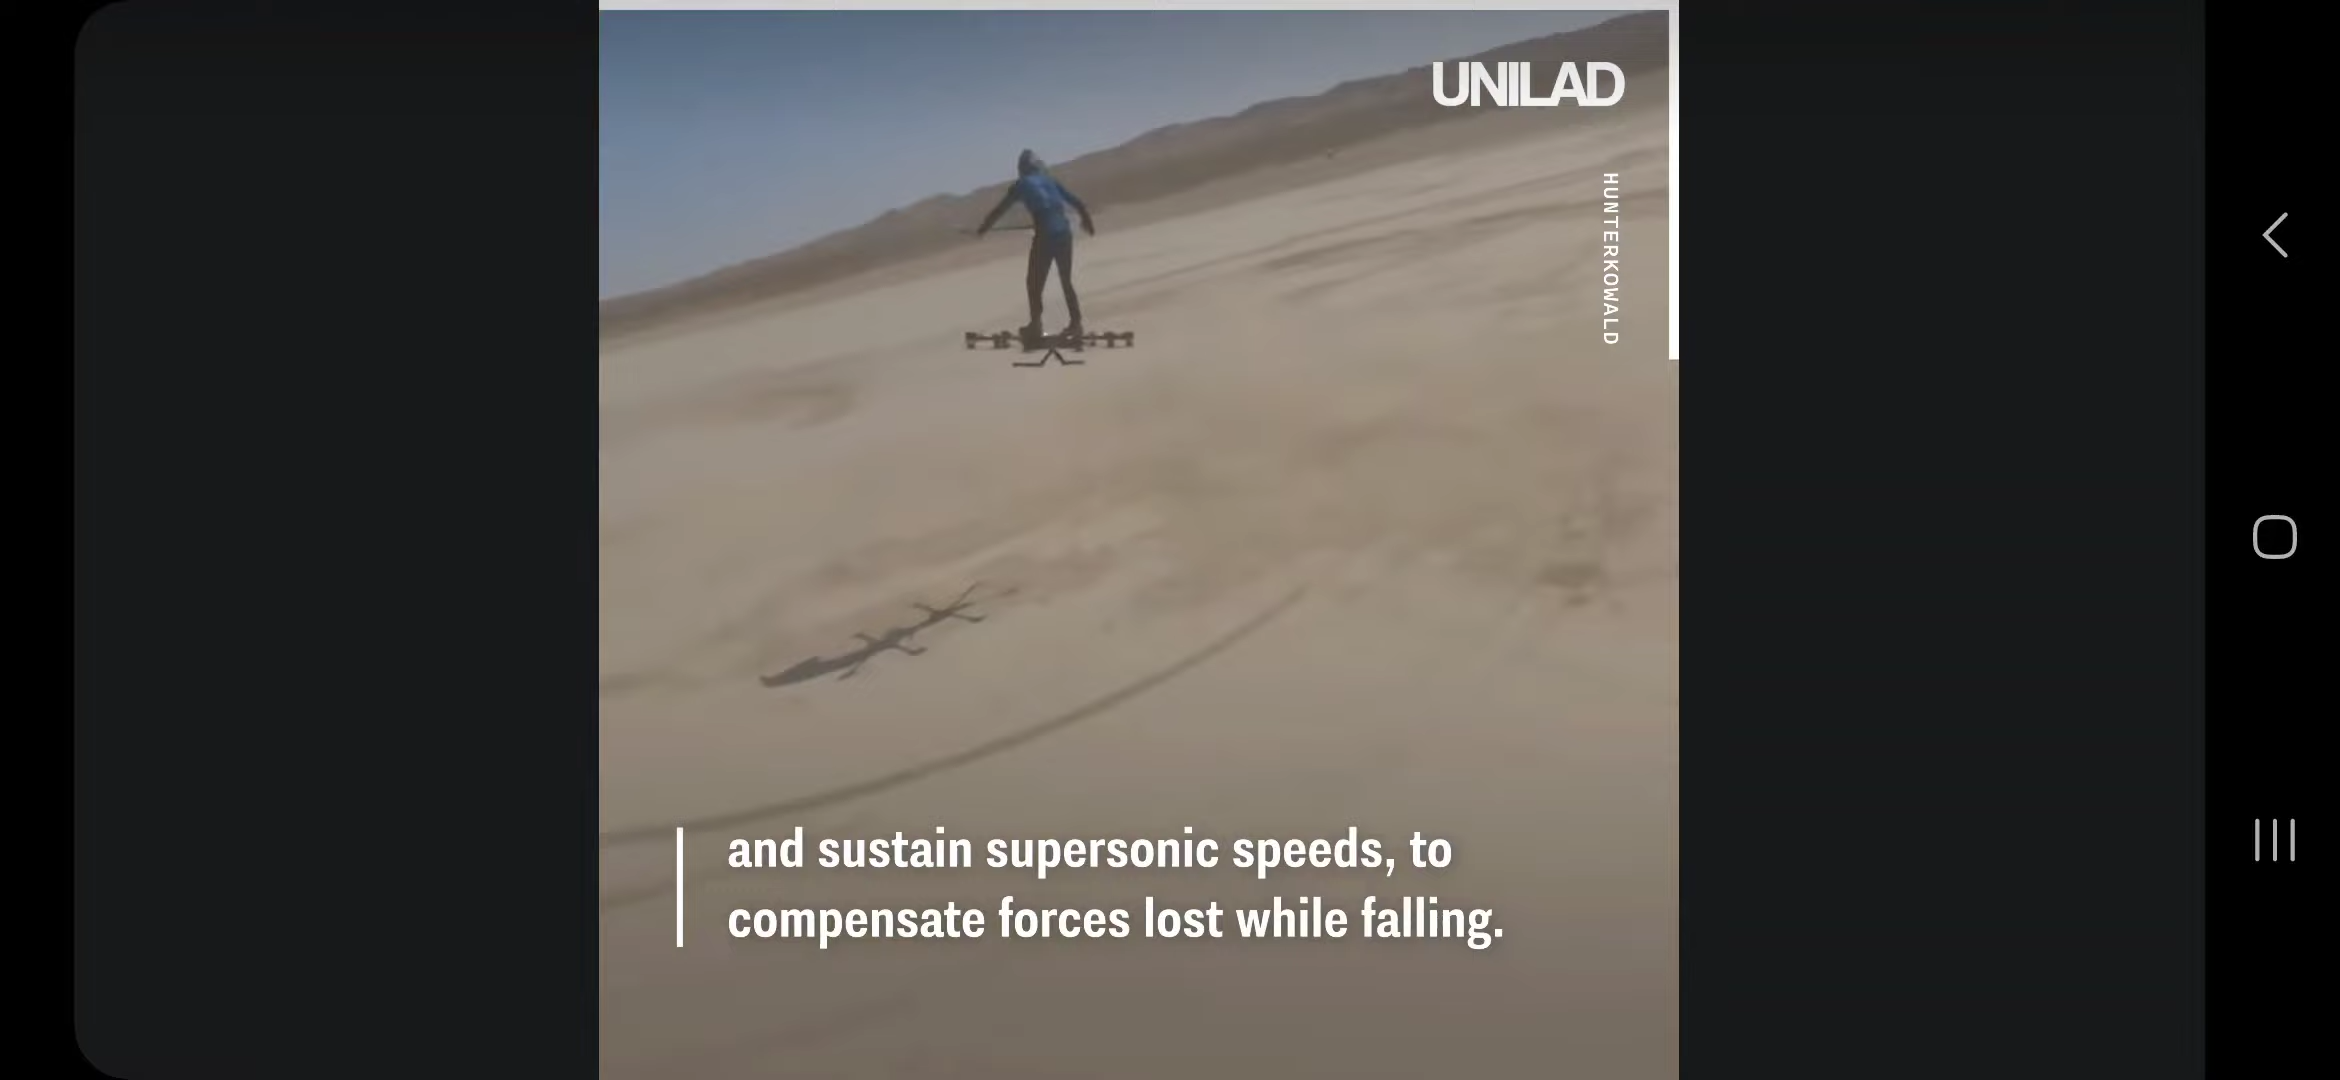 UNILAD
HUNTERKOWALD
and sustain supersonic speeds, to
compensate forces lost while falling.